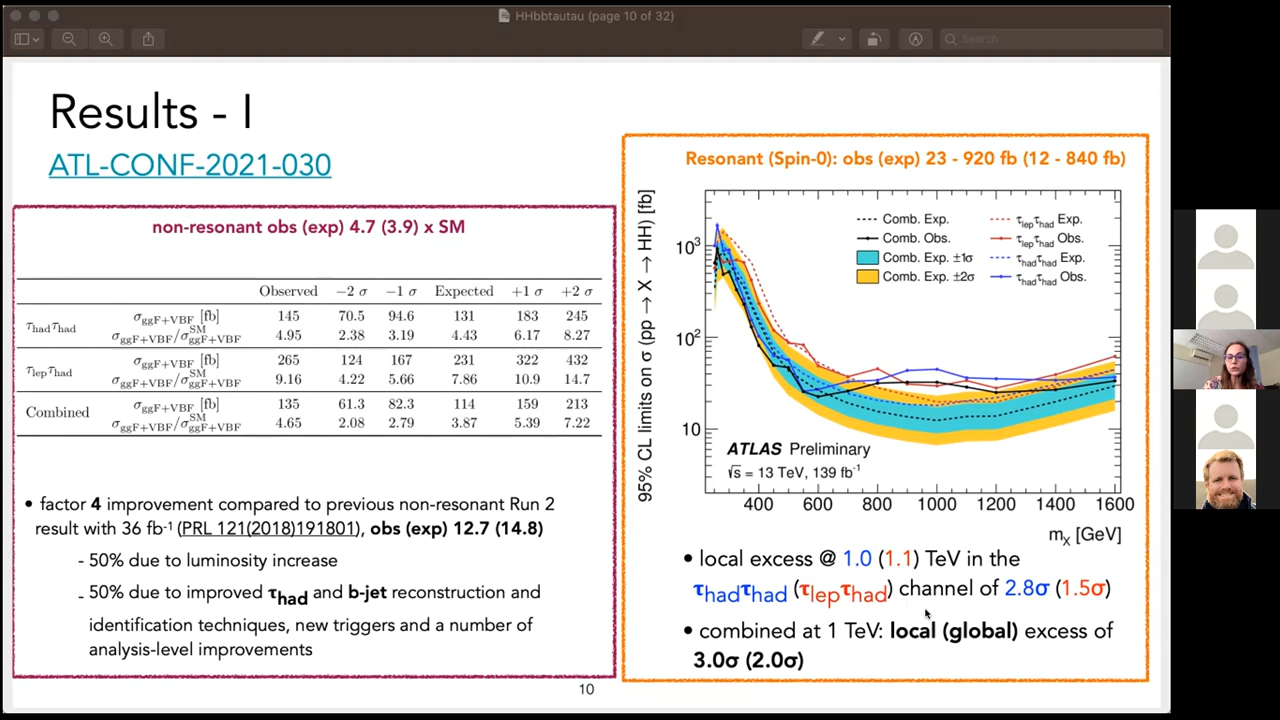 HHbbtautau (page 10 of 32)
Search
Results - I
ATL-CONF-2021-030
non-resonant obs (exp) 4.7 (3.9) x SM
Observed −2 σ −1 σ Expected +1 σ +2 σ
τhadτhad
σggF+VBF [fb] 145 70.5 94.6 131 183 245
σggF+VBF/σSMggF+VBF 4.95 2.38 3.19 4.43 6.17 8.27
τlepτhad
σggF+VBF [fb] 265 124 167 231 322 432
σggF+VBF/σSMggF+VBF 9.16 4.22 5.66 7.86 10.9 14.7
Combined
σggF+VBF [fb] 135 61.3 82.3 114 159 213
σggF+VBF/σSMggF+VBF 4.65 2.08 2.79 3.87 5.39 7.22
• factor 4 improvement compared to previous non-resonant Run 2
result with 36 fb-1 (PRL 121(2018)191801), obs (exp) 12.7 (14.8)
- 50% due to luminosity increase
- 50% due to improved τhad and b-jet reconstruction and
identification techniques, new triggers and a number of
analysis-level improvements
Resonant (Spin-0): obs (exp) 23 - 920 fb (12 - 840 fb)
95% CL limits on σ (pp → X → HH) [fb]
10³
10²
10
Comb. Exp.
Comb. Obs.
Comb. Exp. ±1σ
Comb. Exp. ±2σ
τlepτhad Exp.
τlepτhad Obs.
τhadτhad Exp.
τhadτhad Obs.
ATLAS Preliminary
√s = 13 TeV, 139 fb-1
400 600 800 1000 1200 1400 1600
mX [GeV]
• local excess @ 1.0 (1.1) TeV in the
τhadτhad (τlepτhad) channel of 2.8σ (1.5σ)
• combined at 1 TeV: local (global) excess of
3.0σ (2.0σ)
10